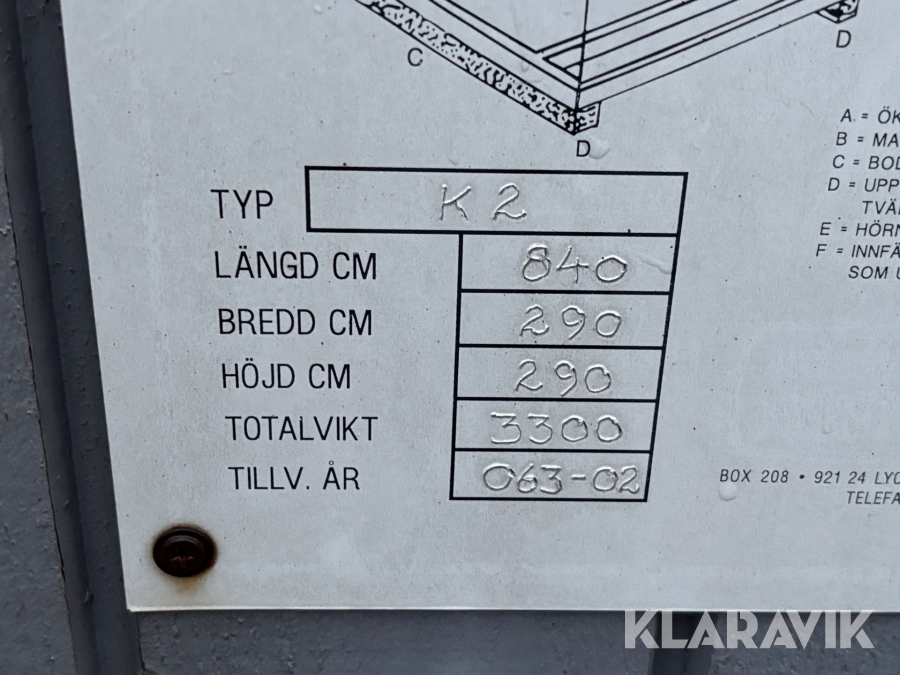 C
D
D
A = ÖK
B = MA
C = BOD
D = UPP
TVÄ
E = HÖRN
F = INNFÄ
SOM U
TYP K2
LÄNGD CM 840
BREDD CM 290
HÖJD CM 290
TOTALVIKT 3300
TILLV. ÅR 063-02
BOX 208 • 921 24 LYC
TELEFA
KLARAVIK